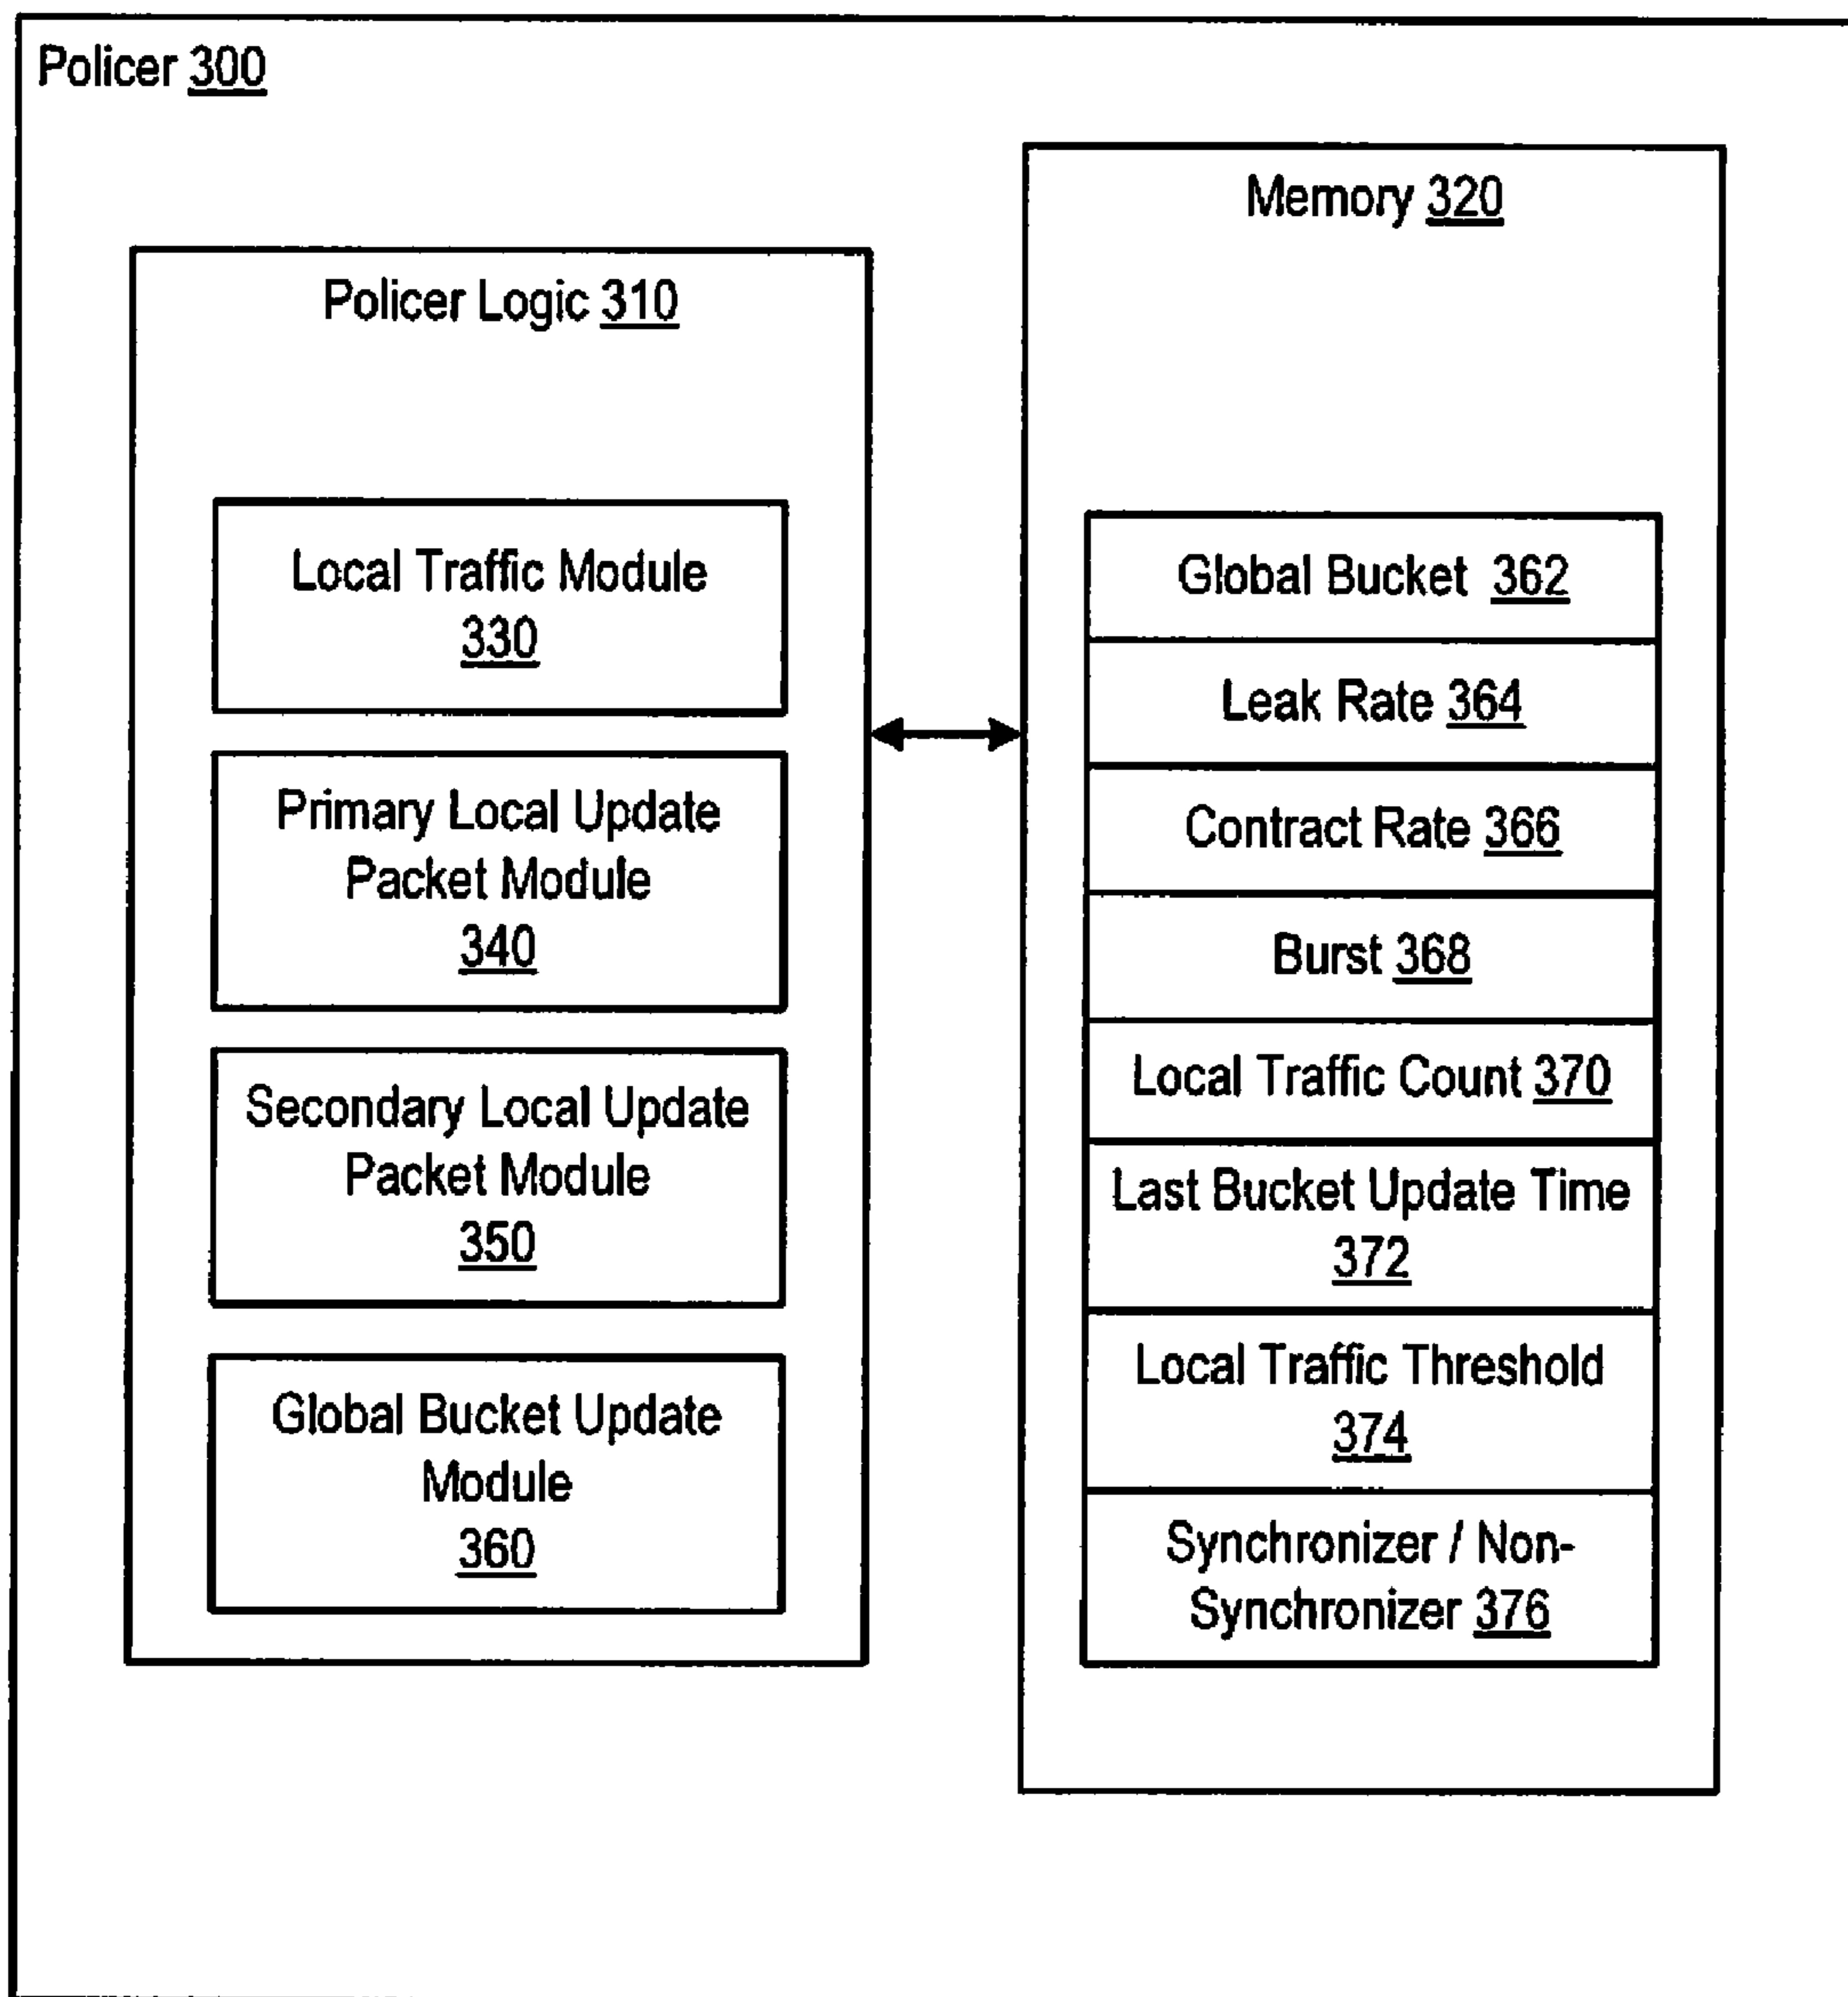 Policer 300
Policer Logic 310
Local Traffic Module
330
Primary Local Update
Packet Module
340
Secondary Local Update
Packet Module
350
Global Bucket Update
Module
360
Memory 320
Global Bucket 362
Leak Rate 364
Contract Rate 366
Burst 368
Local Traffic Count 370
Last Bucket Update Time
372
Local Traffic Threshold
374
Synchronizer / Non-
Synchronizer 376